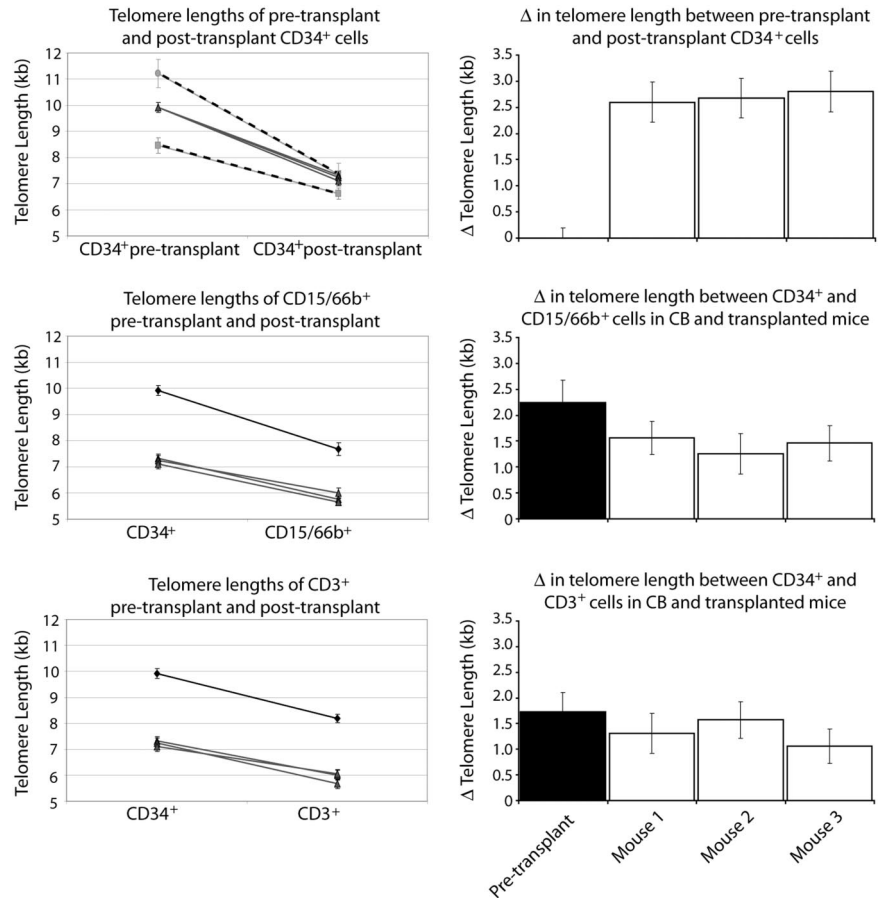 Telomere lengths of pre-transplant
and post-transplant CD34⁺ cells
Telomere Length (kb)
12
11
10
9
8
7
6
5
CD34⁺pre-transplant CD34⁺post-transplant
Δ in telomere length between pre-transplant
and post-transplant CD34⁺ cells
Δ Telomere Length (kb)
3.5
3.0
2.5
2.0
1.5
1.0
0.5
0
Telomere lengths of CD15/66b⁺
pre-transplant and post-transplant
Telomere Length (kb)
12
11
10
9
8
7
6
5
CD34⁺ CD15/66b⁺
Δ in telomere length between CD34⁺ and
CD15/66b⁺ cells in CB and transplanted mice
Δ Telomere Length (kb)
3.5
3.0
2.5
2.0
1.5
1.0
0.5
0
Telomere lengths of CD3⁺
pre-transplant and post-transplant
Telomere Length (kb)
12
11
10
9
8
7
6
5
CD34⁺ CD3⁺
Δ in telomere length between CD34⁺ and
CD3⁺ cells in CB and transplanted mice
Δ Telomere Length (kb)
3.5
3.0
2.5
2.0
1.5
1.0
0.5
0
Pre-transplant
Mouse 1
Mouse 2
Mouse 3